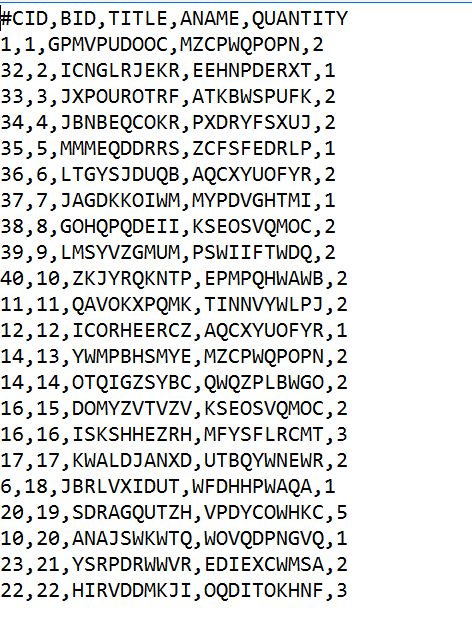 #CID,BID,TITLE,ANAME,QUANTITY
1,1,GPMVPUDOOC,MZCPWQPOPN,2
32,2,ICNGLRJEKR,EEHNPDERXT,1
33,3,JXPOUROTRF,ATKBWSPUFK,2
34,4,JBNBEQCOKR,PXDRYFSXUJ,2
35,5,MMMEQDDRRS,ZCFSFEDRLP,1
36,6,LTGYSJDUQB,AQCXYUOFYR,2
37,7,JAGDKKOIWM,MYPDVGHTMI,1
38,8,GOHQPQDEII,KSEOSVQMOC,2
39,9,LMSYVZGMUM,PSWIIFTWDQ,2
40,10,ZKJYRQKNTP,EPMPQHWAWB,2
11,11,QAVOKXPQMK,TINNVYWLPJ,2
12,12,ICORHEERCZ,AQCXYUOFYR,1
14,13,YWMPBHSMYE,MZCPWQPOPN,2
14,14,OTQIGZSYBC,QWQZPLBWGO,2
16,15,DOMYZVTVZV,KSEOSVQMOC,2
16,16,ISKSHHEZRH,MFYSFLRCMT,3
17,17,KWALDJANXD,UTBQYWNEWR,2
6,18,JBRLVXIDUT,WFDHHPWAQA,1
20,19,SDRAGQUTZH,VPDYCOWHKC,5
10,20,ANAJSWKWTQ,WOVQDPNGVQ,1
23,21,YSRPDRWWVR,EDIEXCWMSA,2
22,22,HIRVDDMKJI,OQDITOKHNF,3